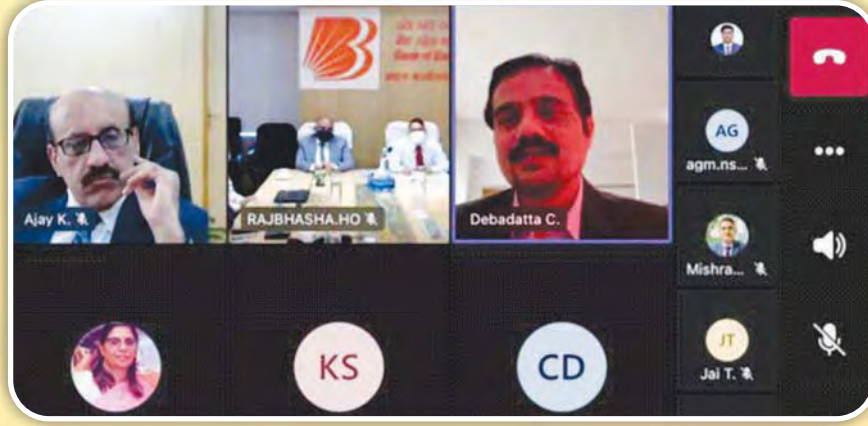 Ajay K.
RAJBHASHA.HO
Debadatta C.
AG
agm.ns...
Mishra...
KS
CD
JT
Jai T.